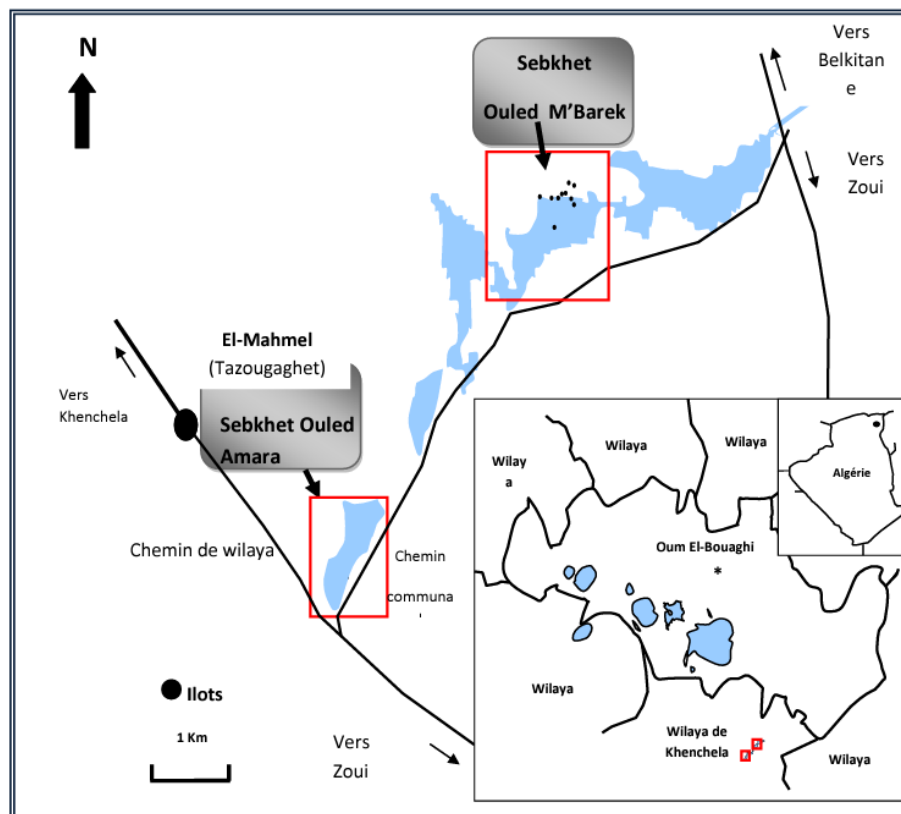 N
Sebkhet
Ouled M'Barek
Vers
Belkitan
e
Vers
Zoui
El-Mahmel
(Tazougaghet)
Vers
Khenchela
Sebkhet Ouled
Amara
Chemin de wilaya
Chemin
communa
Ilots
1 Km
Vers
Zoui
Wilay
a
Wilaya
Wilaya
Algérie
Oum El-Bouaghi
*
Wilaya
Wilaya de
Khenchela
Wilaya